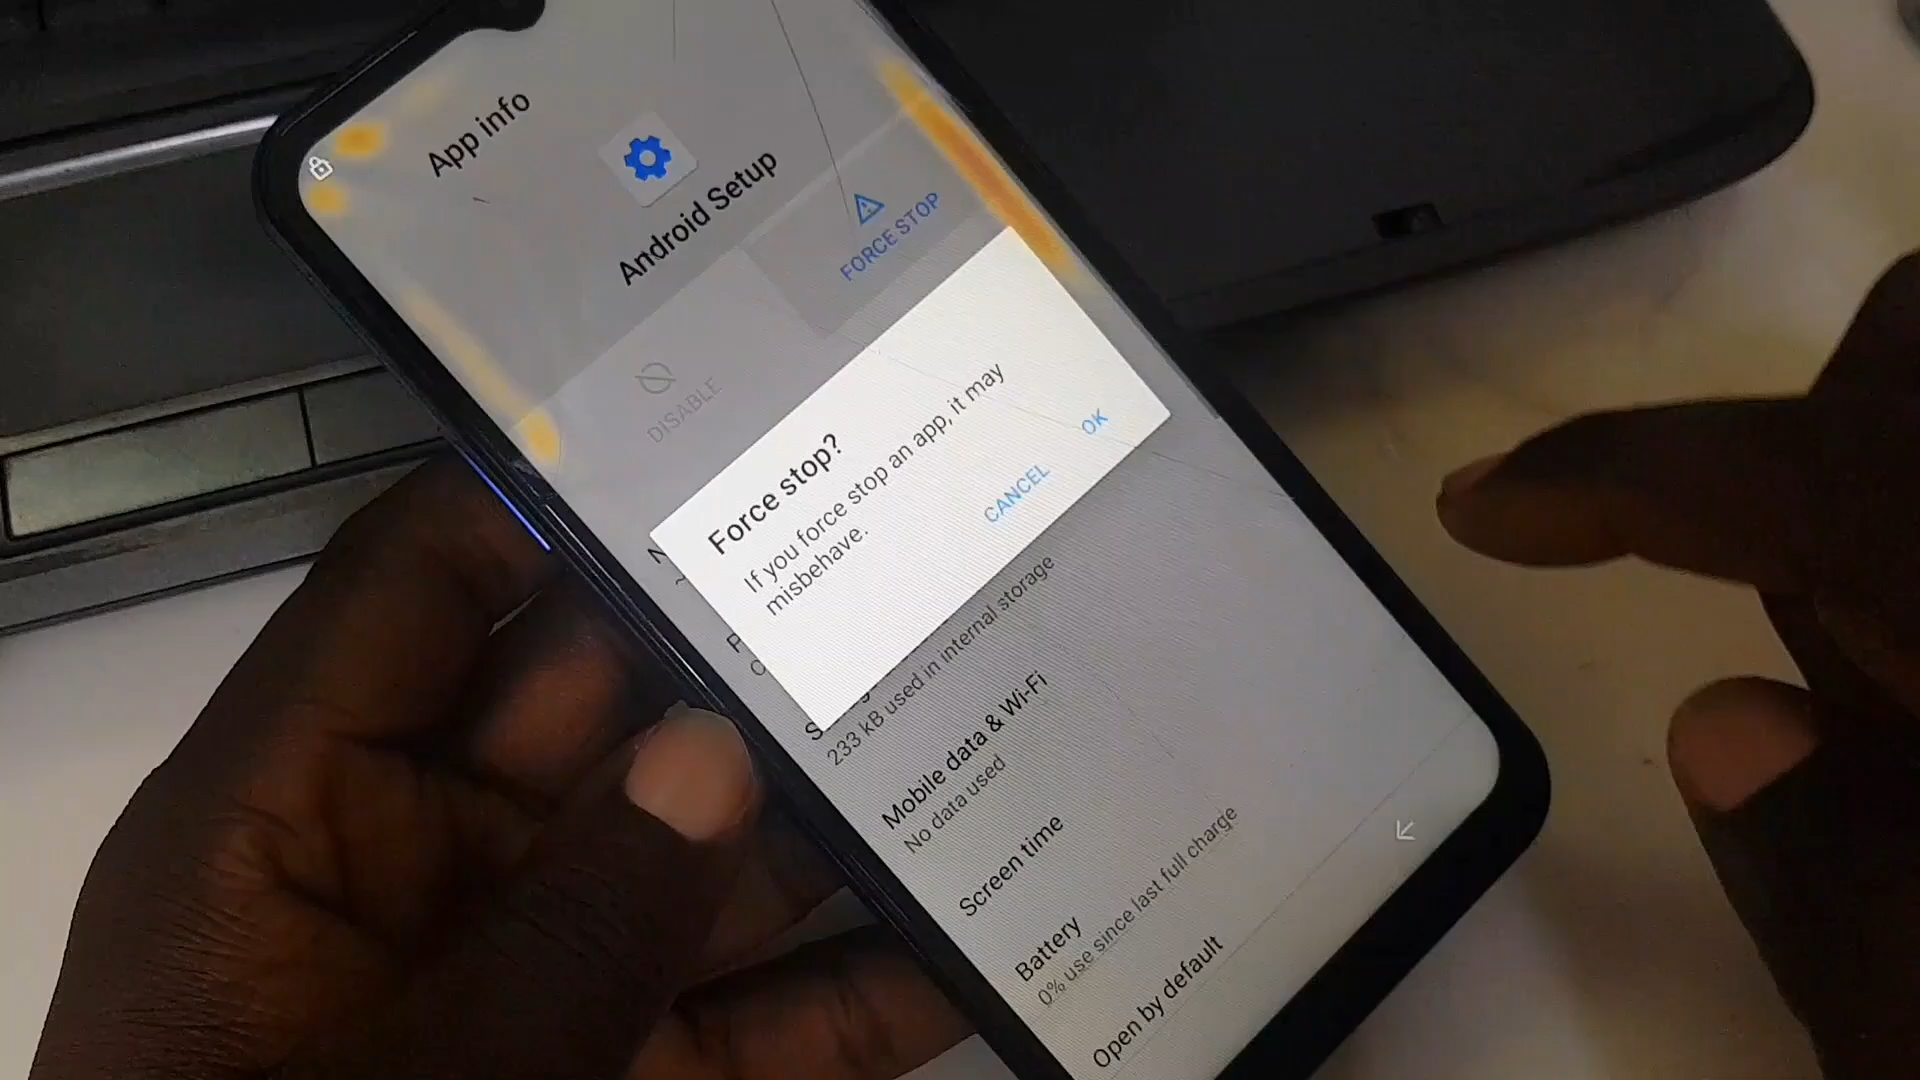 App info
Android Setup
DISABLE
FORCE STOP
Force stop?
If you force stop an app, it may
misbehave.
CANCEL
OK
233 kB used in internal storage
Mobile data & Wi-Fi
No data used
Screen time
Battery
0% use since last full charge
Open by default